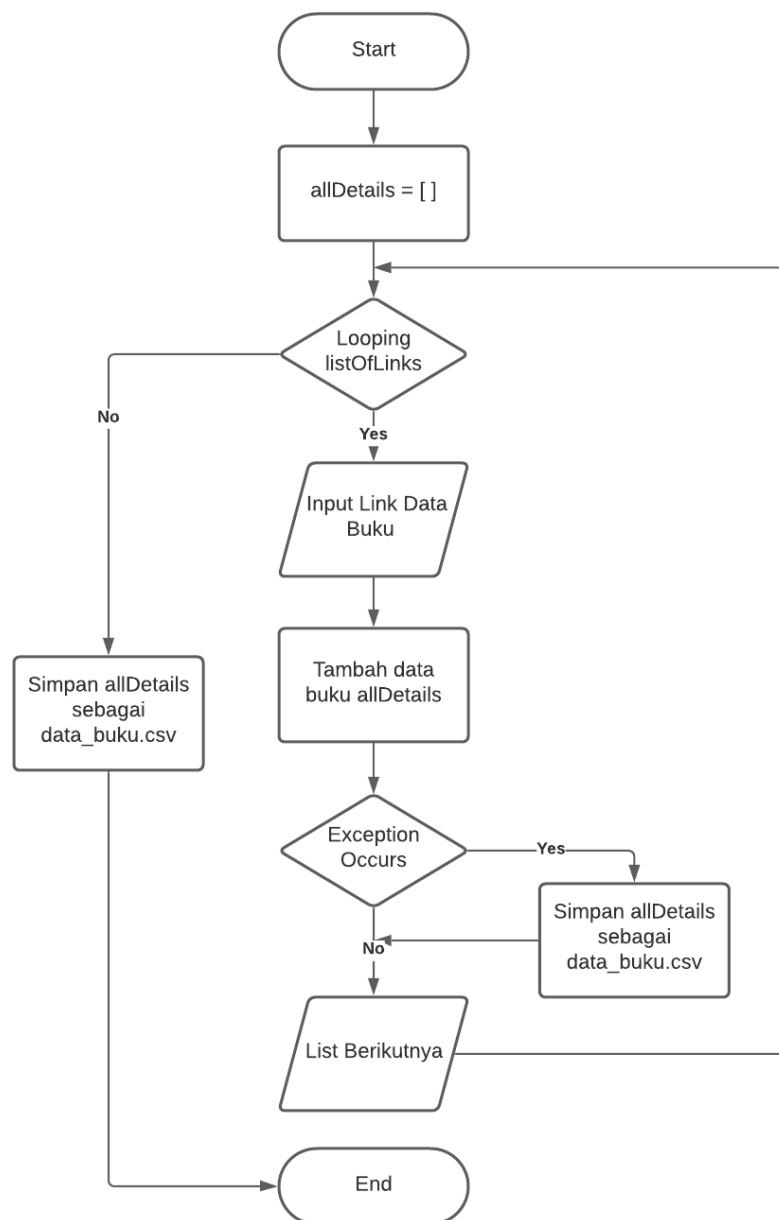 Start
allDetails = [ ]
Looping
listOfLinks
No
Yes
Input Link Data
Buku
Tambah data
buku allDetails
Simpan allDetails
sebagai
data_buku.csv
Exception
Occurs
Yes
Simpan allDetails
sebagai
data_buku.csv
No
List Berikutnya
End